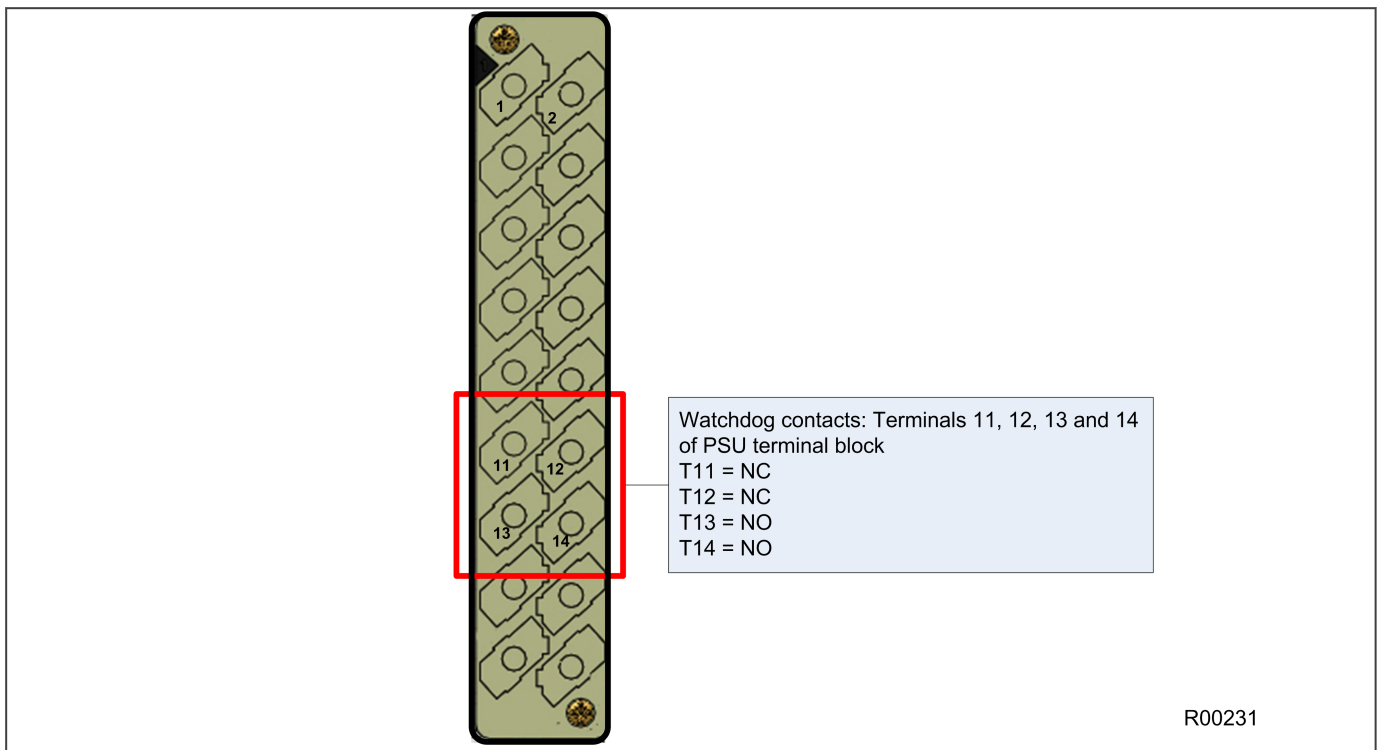 1
2
11
12
13
14
Watchdog contacts: Terminals 11, 12, 13 and 14
of PSU terminal block
T11 = NC
T12 = NC
T13 = NO
T14 = NO
R00231